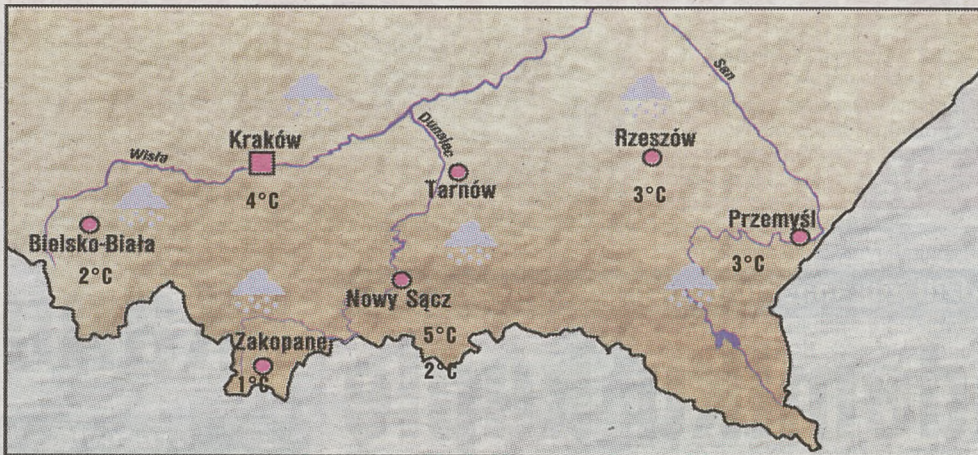 San
Dunajec
Kraków
Rzeszów
Wisła
Tarnów
4°C
3°C
Przemyśl
Bielsko-Biała
3°C
2°C
Nowy Sącz
5°C
Zakopane
2°C
1°C